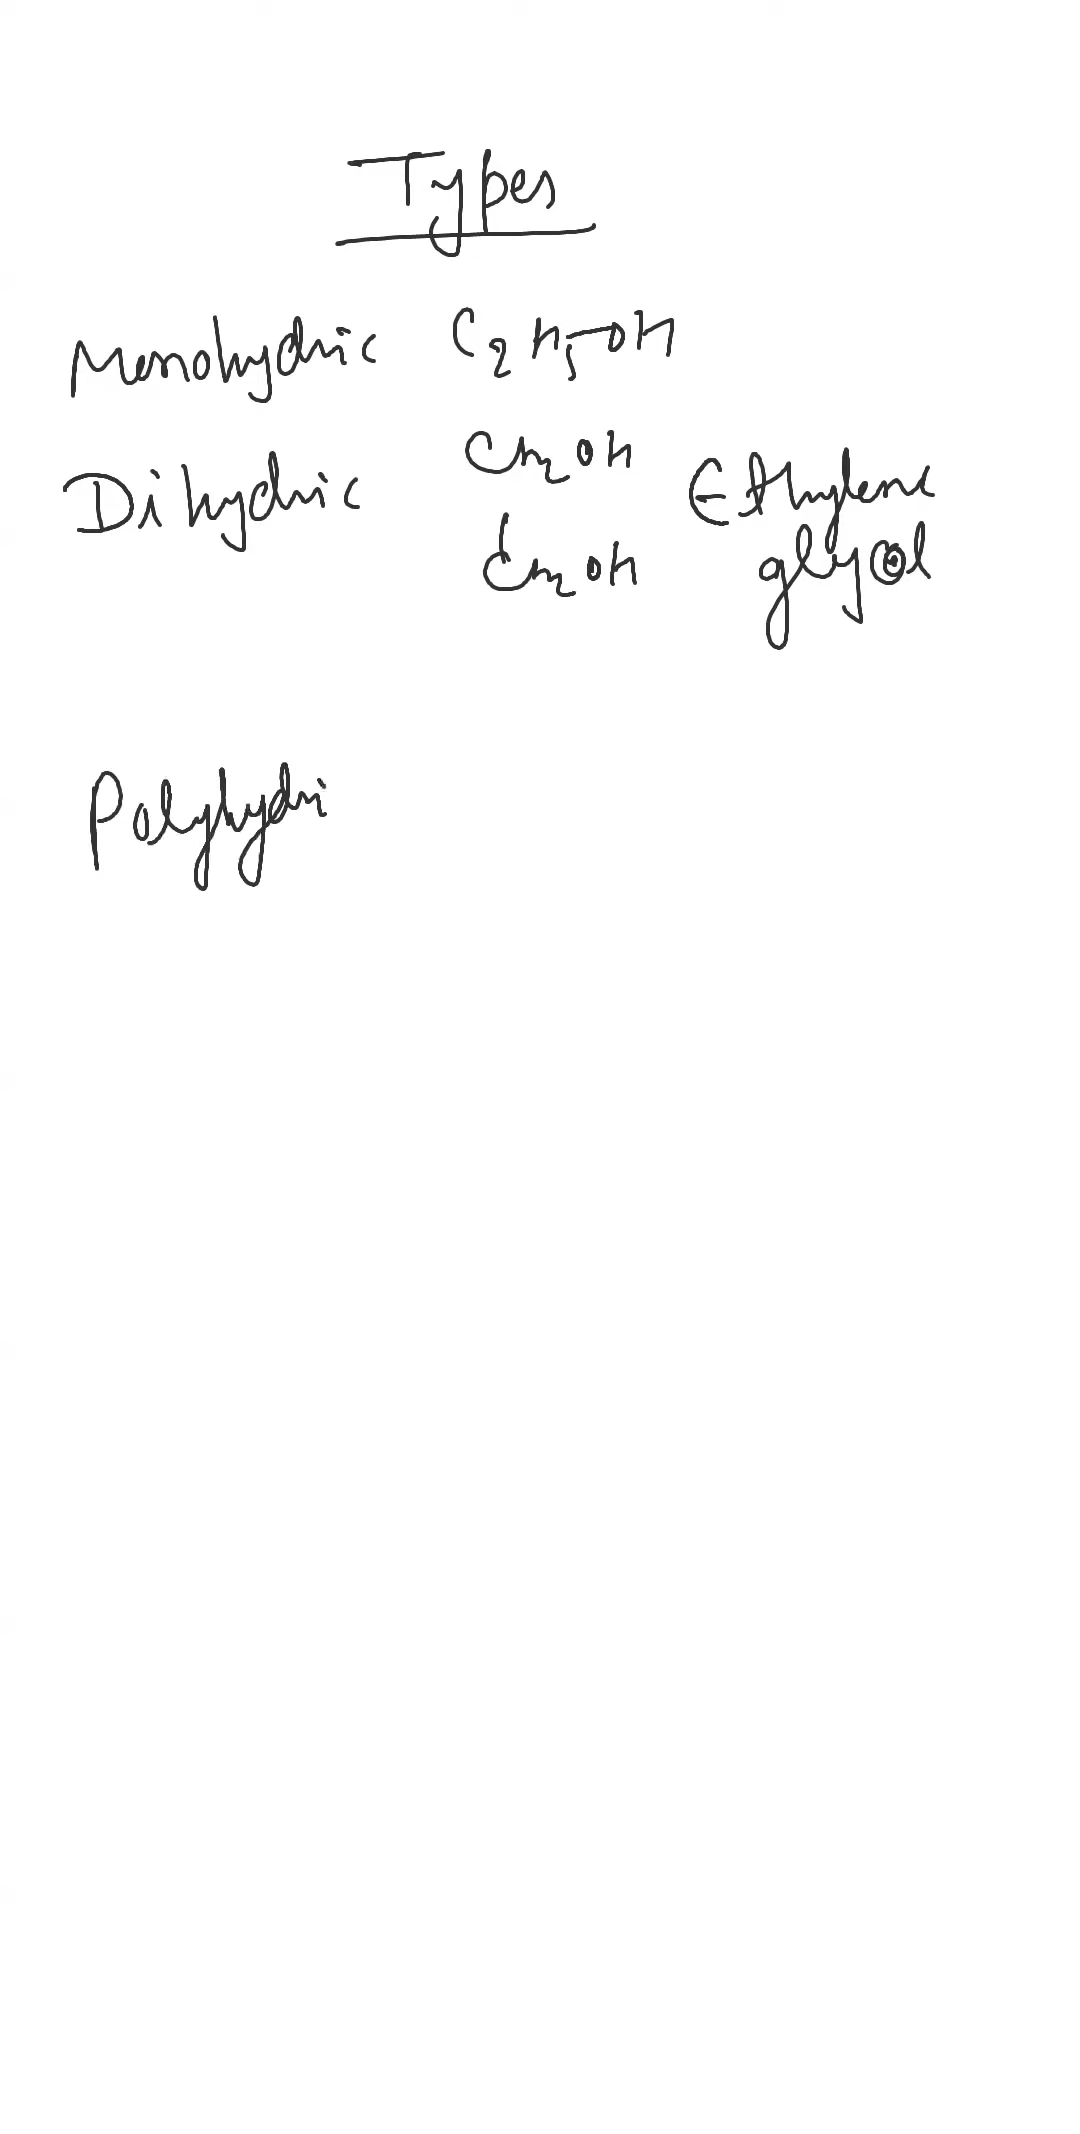 Types
Monohydric C2H5-OH
Dihydric CH2OH Ethylene
CH2OH glycol
Polyhydri